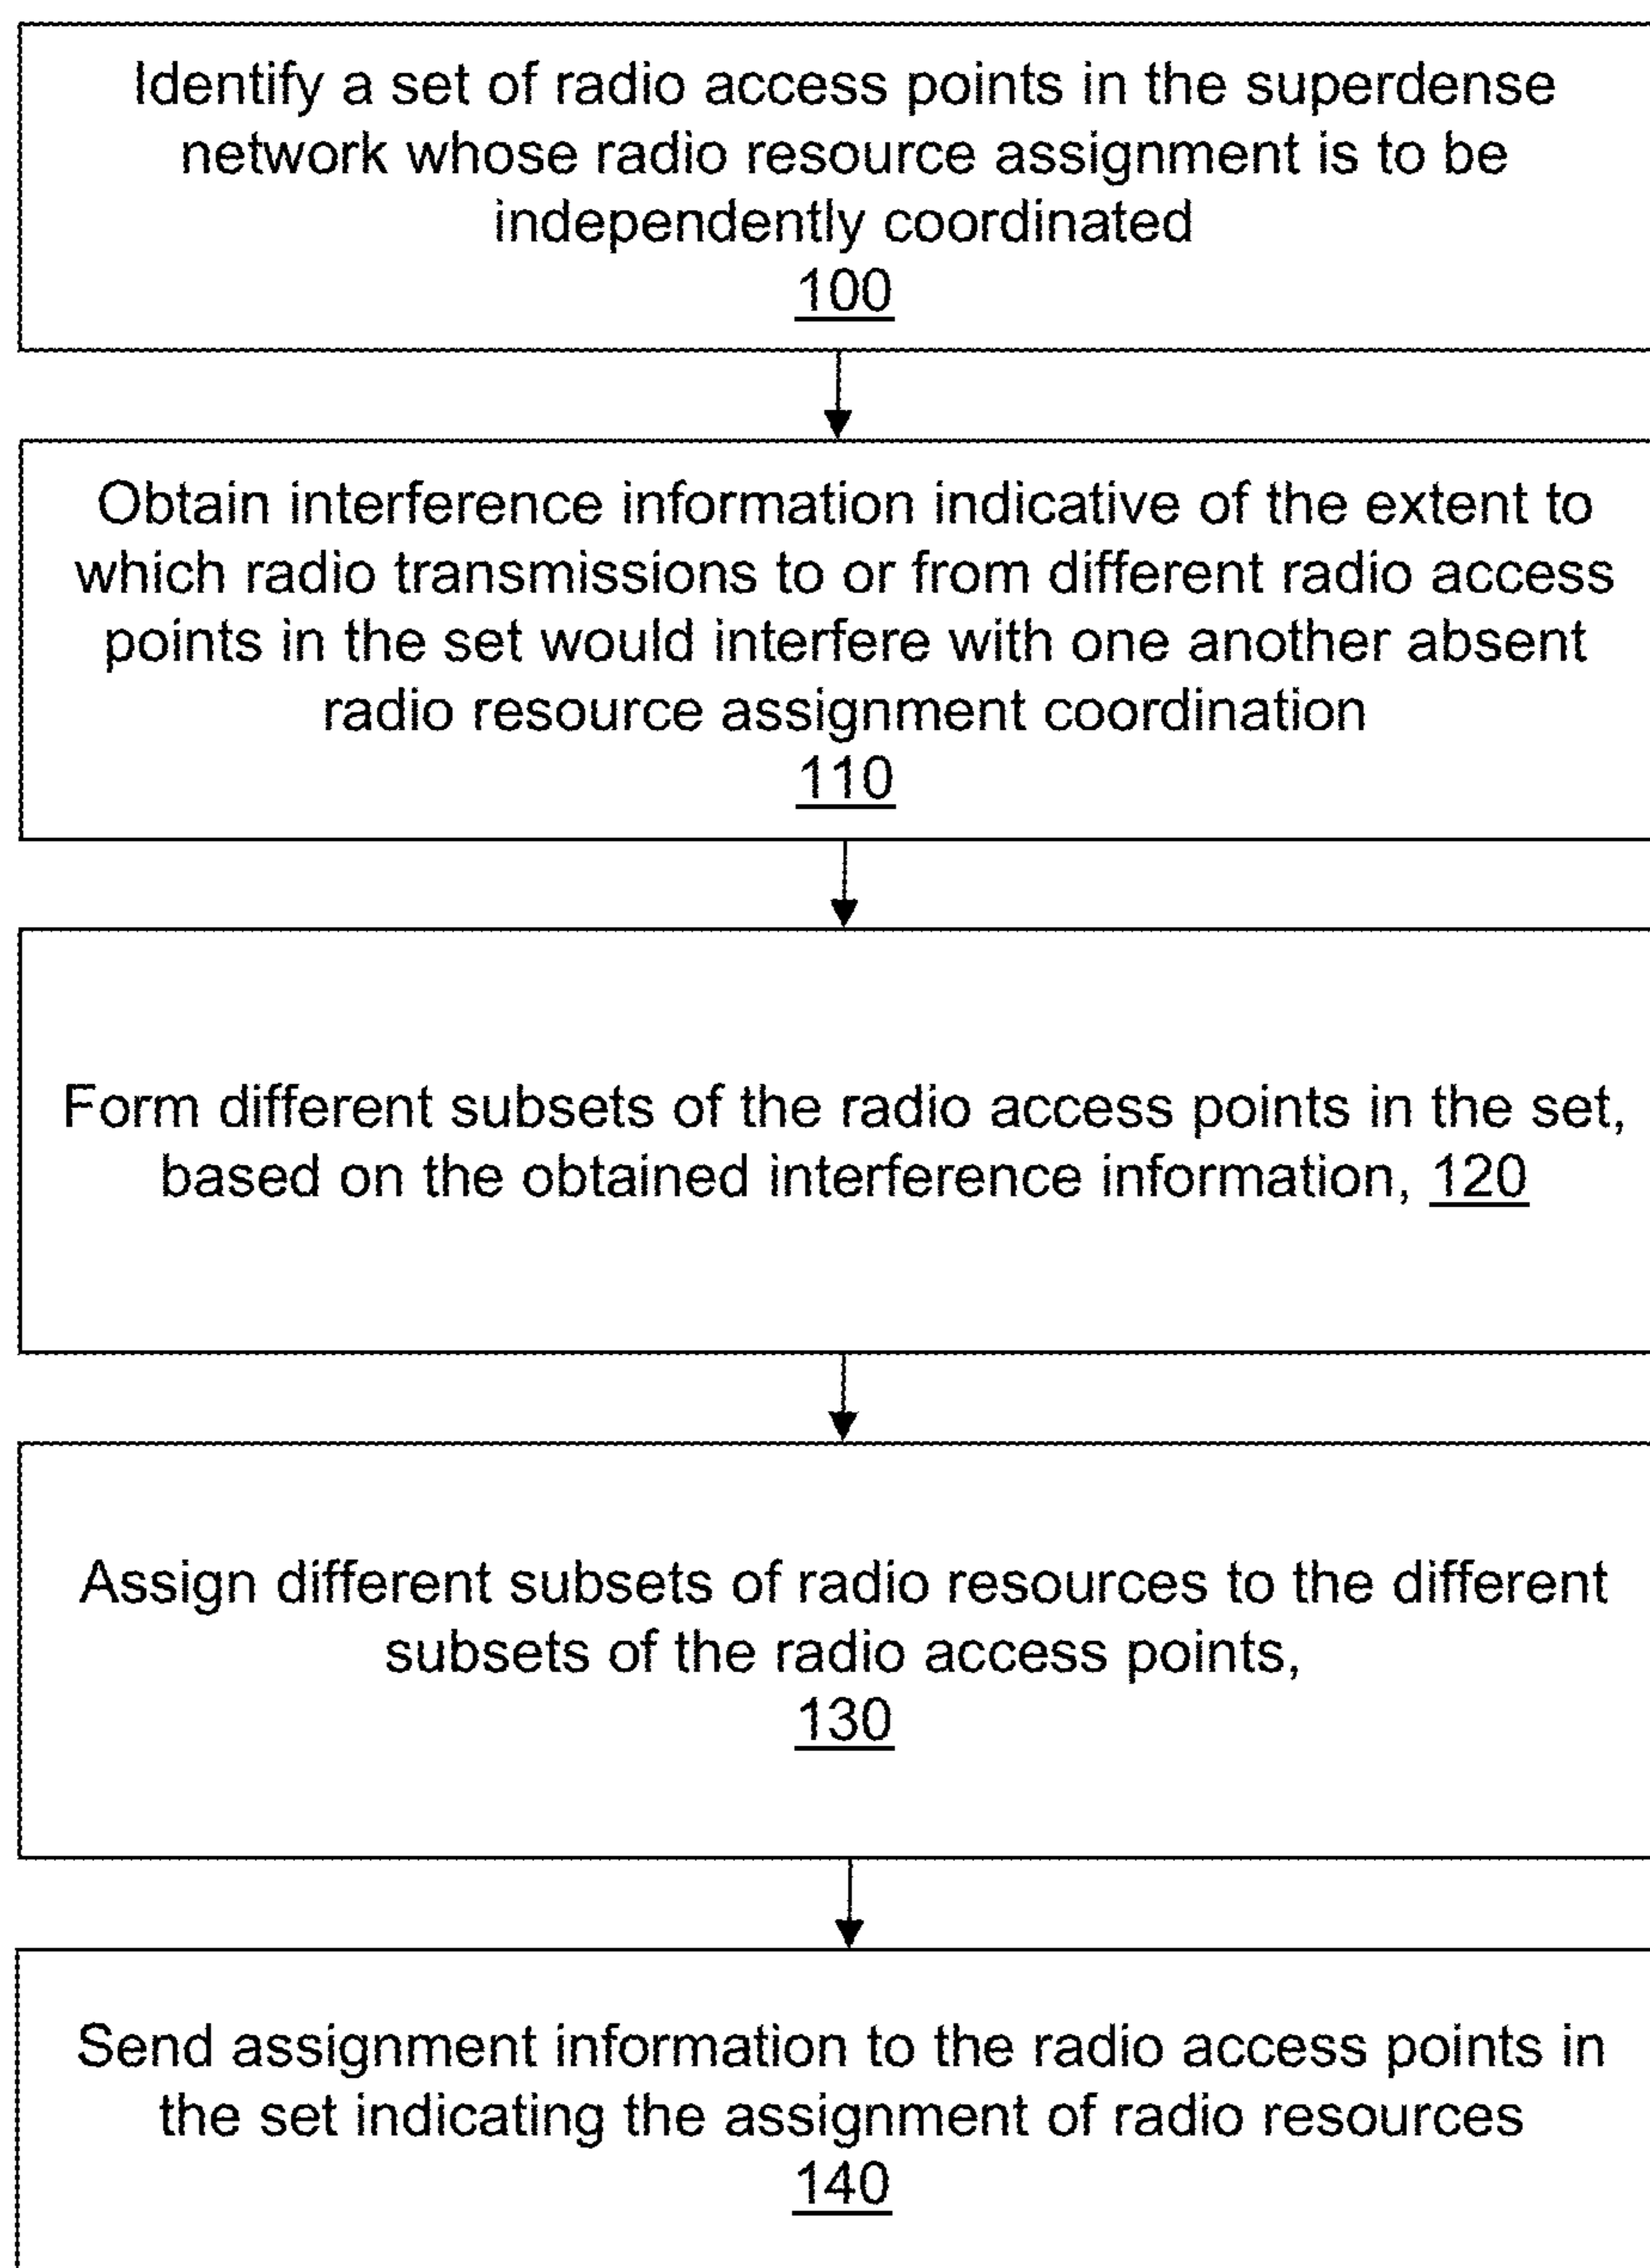 Identify a set of radio access points in the superdense
network whose radio resource assignment is to be
independently coordinated
100
Obtain interference information indicative of the extent to
which radio transmissions to or from different radio access
points in the set would interfere with one another absent
radio resource assignment coordination
110
Form different subsets of the radio access points in the set,
based on the obtained interference information, 120
Assign different subsets of radio resources to the different
subsets of the radio access points,
130
Send assignment information to the radio access points in
the set indicating the assignment of radio resources
140